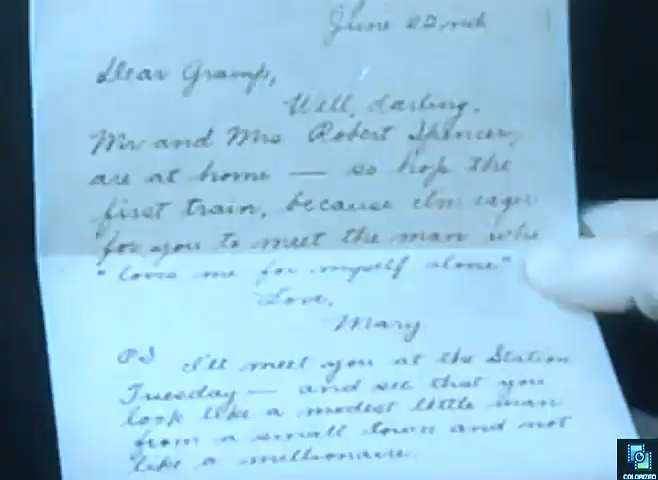 June 22nd
Dear Gramp,
Well, darling.
Mr and Mrs Robert Spencer,
are at home — so hop the
first train, because I'm eager
for you to meet the man who
"loves me for myself alone"
Love,
Mary
PS I'll meet you at the Station
Tuesday — and see that you
look like a modest little man
from a small town and not
like a millionaire.
COLORIZED